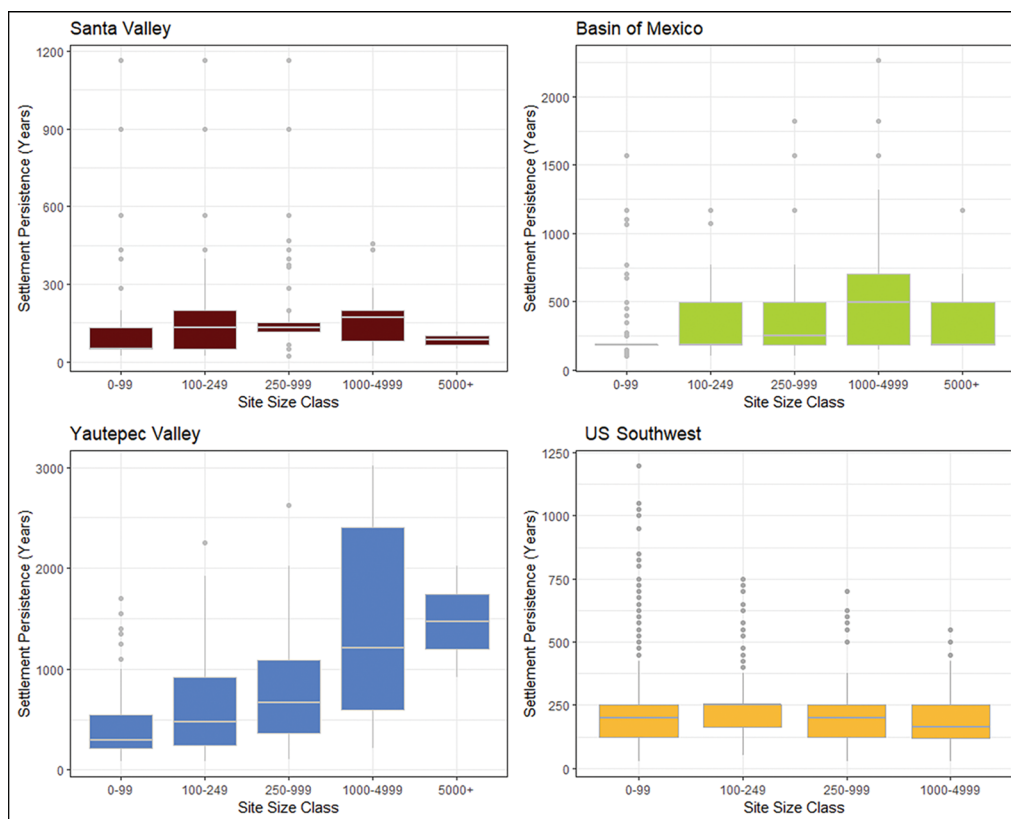 Santa Valley
Settlement Persistence (Years)
1200
900
600
300
0
0-99 100-249 250-999 1000-4999 5000+
Site Size Class
Basin of Mexico
Settlement Persistence (Years)
2000
1500
1000
500
0
0-99 100-249 250-999 1000-4999 5000+
Site Size Class
Yautepec Valley
Settlement Persistence (Years)
3000
2000
1000
0
0-99 100-249 250-999 1000-4999 5000+
Site Size Class
US Southwest
Settlement Persistence (Years)
1250
1000
750
500
250
0
0-99 100-249 250-999 1000-4999
Site Size Class